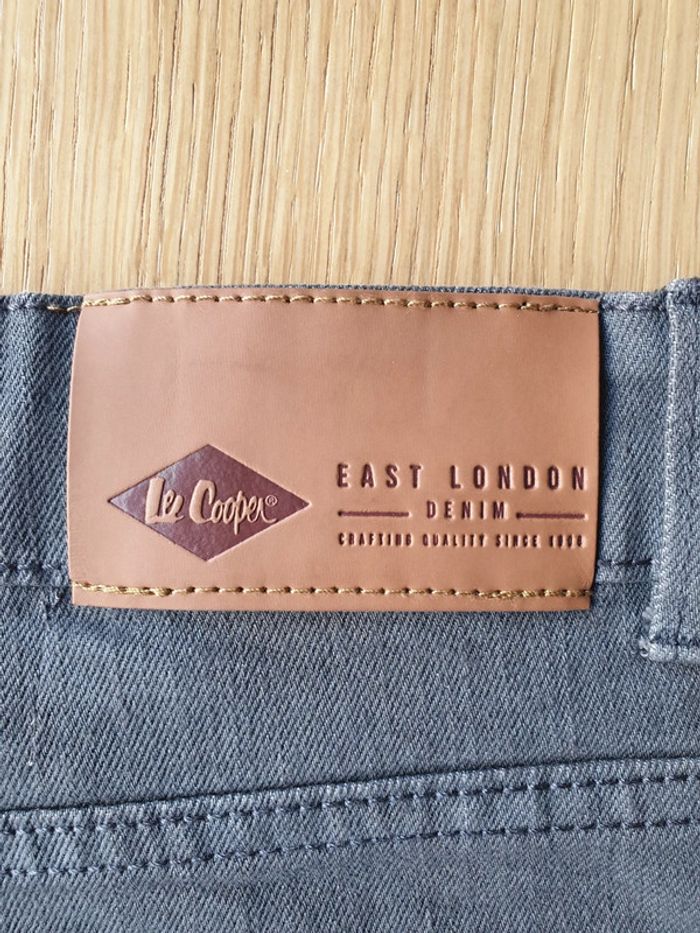 Lee Cooper®
EAST LONDON
DENIM
CRAFTING QUALITY SINCE 1908